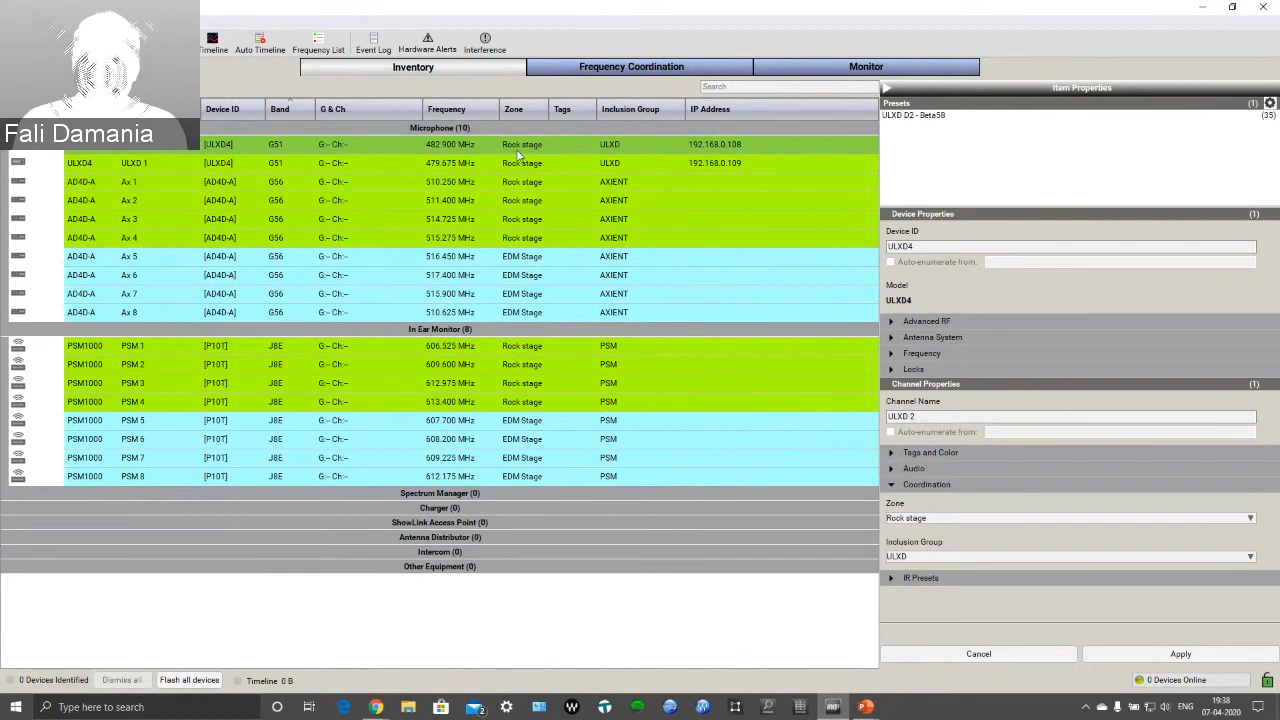 Timeline Auto Timeline Frequency List Event Log Hardware Alerts Interference
Inventory Frequency Coordination Monitor
Search
Item Properties
Fali Damania
Device ID Band G & Ch Frequency Zone Tags Inclusion Group IP Address
Microphone (10)
[ULXD4] G51 G:-- Ch:-- 482.900 MHz Rock stage ULXD 192.168.0.108
ULXD4 ULXD 1 [ULXD4] G51 G:-- Ch:-- 479.675 MHz Rock stage ULXD 192.168.0.109
AD4D-A Ax 1 [AD4D-A] G56 G:-- Ch:-- 510.250 MHz Rock stage AXIENT
AD4D-A Ax 2 [AD4D-A] G56 G:-- Ch:-- 511.400 MHz Rock stage AXIENT
AD4D-A Ax 3 [AD4D-A] G56 G:-- Ch:-- 514.725 MHz Rock stage AXIENT
AD4D-A Ax 4 [AD4D-A] G56 G:-- Ch:-- 515.275 MHz Rock stage AXIENT
AD4D-A Ax 5 [AD4D-A] G56 G:-- Ch:-- 516.450 MHz EDM Stage AXIENT
AD4D-A Ax 6 [AD4D-A] G56 G:-- Ch:-- 517.400 MHz EDM Stage AXIENT
AD4D-A Ax 7 [AD4D-A] G56 G:-- Ch:-- 515.900 MHz EDM Stage AXIENT
AD4D-A Ax 8 [AD4D-A] G56 G:-- Ch:-- 510.625 MHz EDM Stage AXIENT
In Ear Monitor (8)
PSM1000 PSM 1 [P10T] J8E G:-- Ch:-- 606.525 MHz Rock stage PSM
PSM1000 PSM 2 [P10T] J8E G:-- Ch:-- 609.600 MHz Rock stage PSM
PSM1000 PSM 3 [P10T] J8E G:-- Ch:-- 612.975 MHz Rock stage PSM
PSM1000 PSM 4 [P10T] J8E G:-- Ch:-- 613.400 MHz Rock stage PSM
PSM1000 PSM 5 [P10T] J8E G:-- Ch:-- 607.700 MHz EDM Stage PSM
PSM1000 PSM 6 [P10T] J8E G:-- Ch:-- 608.200 MHz EDM Stage PSM
PSM1000 PSM 7 [P10T] J8E G:-- Ch:-- 609.225 MHz EDM Stage PSM
PSM1000 PSM 8 [P10T] J8E G:-- Ch:-- 612.175 MHz EDM Stage PSM
Spectrum Manager (0)
Charger (0)
ShowLink Access Point (0)
Antenna Distributor (0)
Intercom (0)
Other Equipment (0)
Presets (1)
ULXD D2 - Beta58 (35)
Device Properties (1)
Device ID
ULXD4
Auto-enumerate from:
Model
ULXD4
Advanced RF
Antenna System
Frequency
Locks
Channel Properties (1)
Channel Name
ULXD 2
Auto-enumerate from:
Tags and Color
Audio
Coordination
Zone
Rock stage
Inclusion Group
ULXD
IR Presets
Cancel Apply
0 Devices Identified Dismiss all Flash all devices Timeline 0 B 0 Devices Online
Type here to search 2 ENG 19:38
07-04-2020